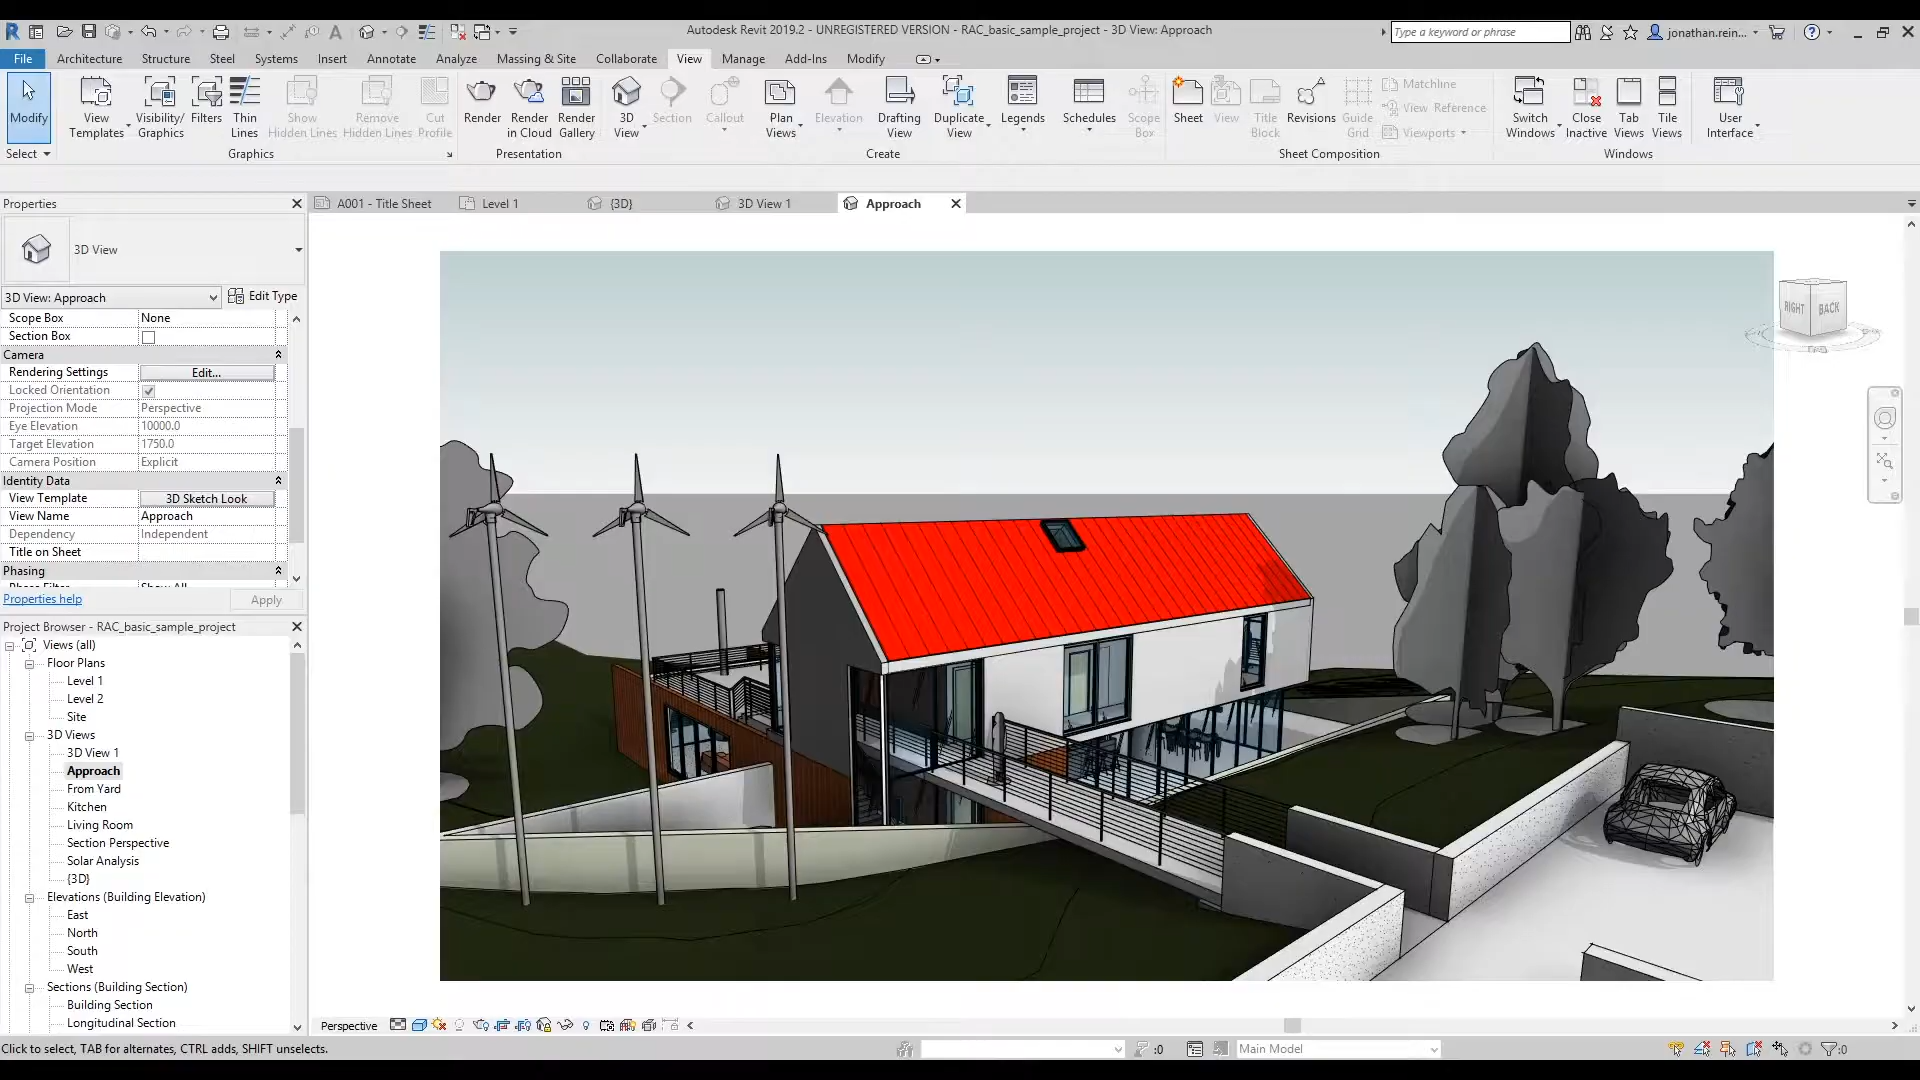 Autodesk Revit 2019.2 - UNREGISTERED VERSION - RAC_basic_sample_project - 3D View: Approach
Type a keyword or phrase
jonathan.rein...
File Architecture Structure Steel Systems Insert Annotate Analyze Massing & Site Collaborate View Manage Add-Ins Modify
Modify
View Templates
Visibility/ Graphics
Filters
Thin Lines
Show Hidden Lines
Remove Hidden Lines
Cut Profile
Render
Render in Cloud
Render Gallery
3D View
Section
Callout
Plan Views
Elevation
Drafting View
Duplicate View
Legends
Schedules
Scope Box
Sheet
View
Title Block
Revisions
Guide Grid
Matchline
View Reference
Viewports
Switch Windows
Close Inactive
Tab Views
Tile Views
User Interface
Select
Graphics
Presentation
Create
Sheet Composition
Windows
Properties
A001 - Title Sheet
Level 1
{3D}
3D View 1
Approach
3D View
3D View: Approach
Edit Type
Scope Box None
Section Box
Camera
Rendering Settings Edit...
Locked Orientation
Projection Mode Perspective
Eye Elevation 10000.0
Target Elevation 1750.0
Camera Position Explicit
Identity Data
View Template 3D Sketch Look
View Name Approach
Dependency Independent
Title on Sheet
Phasing
Phase Filter Show All
Properties help
Apply
RIGHT
BACK
Project Browser - RAC_basic_sample_project
Views (all)
Floor Plans
Level 1
Level 2
Site
3D Views
3D View 1
Approach
From Yard
Kitchen
Living Room
Section Perspective
Solar Analysis
{3D}
Elevations (Building Elevation)
East
North
South
West
Sections (Building Section)
Building Section
Longitudinal Section
Perspective
Click to select, TAB for alternates, CTRL adds, SHIFT unselects.
:0
Main Model
:0